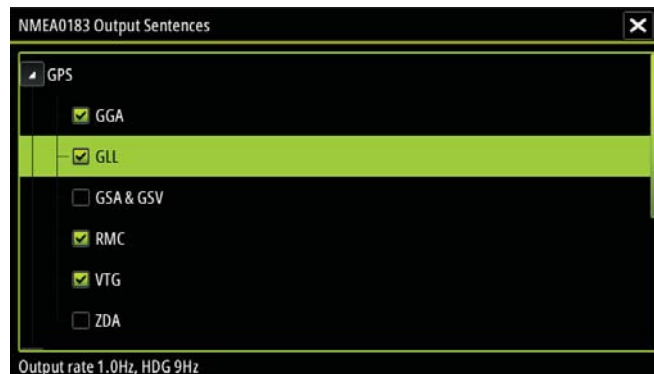 NMEA0183 Output Sentences
GPS
GGA
GLL
GSA & GSV
RMC
VTG
ZDA
Output rate 1.0Hz, HDG 9Hz